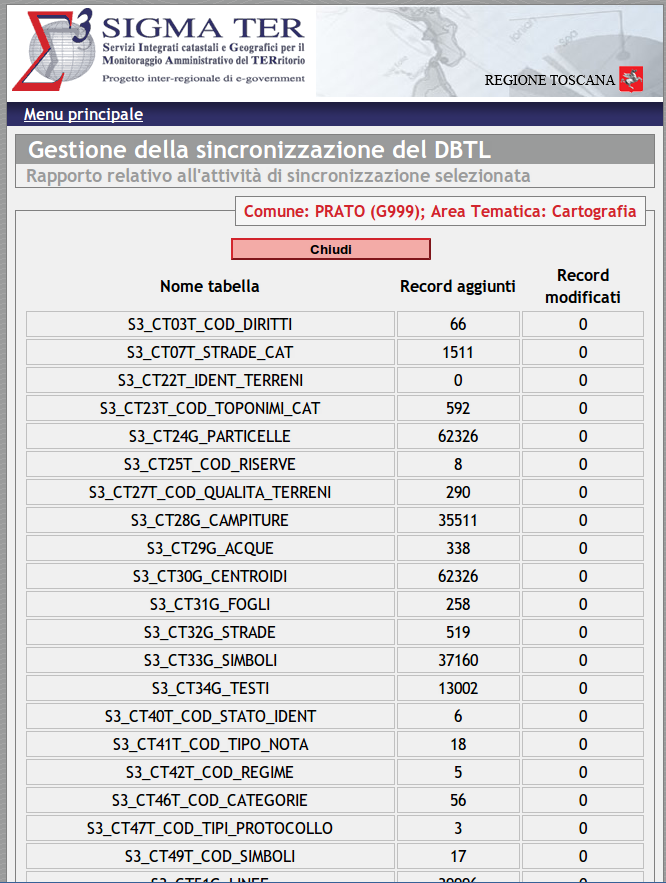 Σ3 SIGMA TER
Servizi Integrati catastali e Geografici per il
Monitoraggio Amministrativo del TERritorio
Progetto inter-regionale di e-government
REGIONE TOSCANA
Menu principale
Gestione della sincronizzazione del DBTL
Rapporto relativo all'attività di sincronizzazione selezionata
Comune: PRATO (G999); Area Tematica: Cartografia
Chiudi
Nome tabella Record aggiunti Record
modificati
S3_CT03T_COD_DIRITTI 66 0
S3_CT07T_STRADE_CAT 1511 0
S3_CT22T_IDENT_TERRENI 0 0
S3_CT23T_COD_TOPONIMI_CAT 592 0
S3_CT24G_PARTICELLE 62326 0
S3_CT25T_COD_RISERVE 8 0
S3_CT27T_COD_QUALITA_TERRENI 290 0
S3_CT28G_CAMPITURE 35511 0
S3_CT29G_ACQUE 338 0
S3_CT30G_CENTROIDI 62326 0
S3_CT31G_FOGLI 258 0
S3_CT32G_STRADE 519 0
S3_CT33G_SIMBOLI 37160 0
S3_CT34G_TESTI 13002 0
S3_CT40T_COD_STATO_IDENT 6 0
S3_CT41T_COD_TIPO_NOTA 18 0
S3_CT42T_COD_REGIME 5 0
S3_CT46T_COD_CATEGORIE 56 0
S3_CT47T_COD_TIPI_PROTOCOLLO 3 0
S3_CT49T_COD_SIMBOLI 17 0